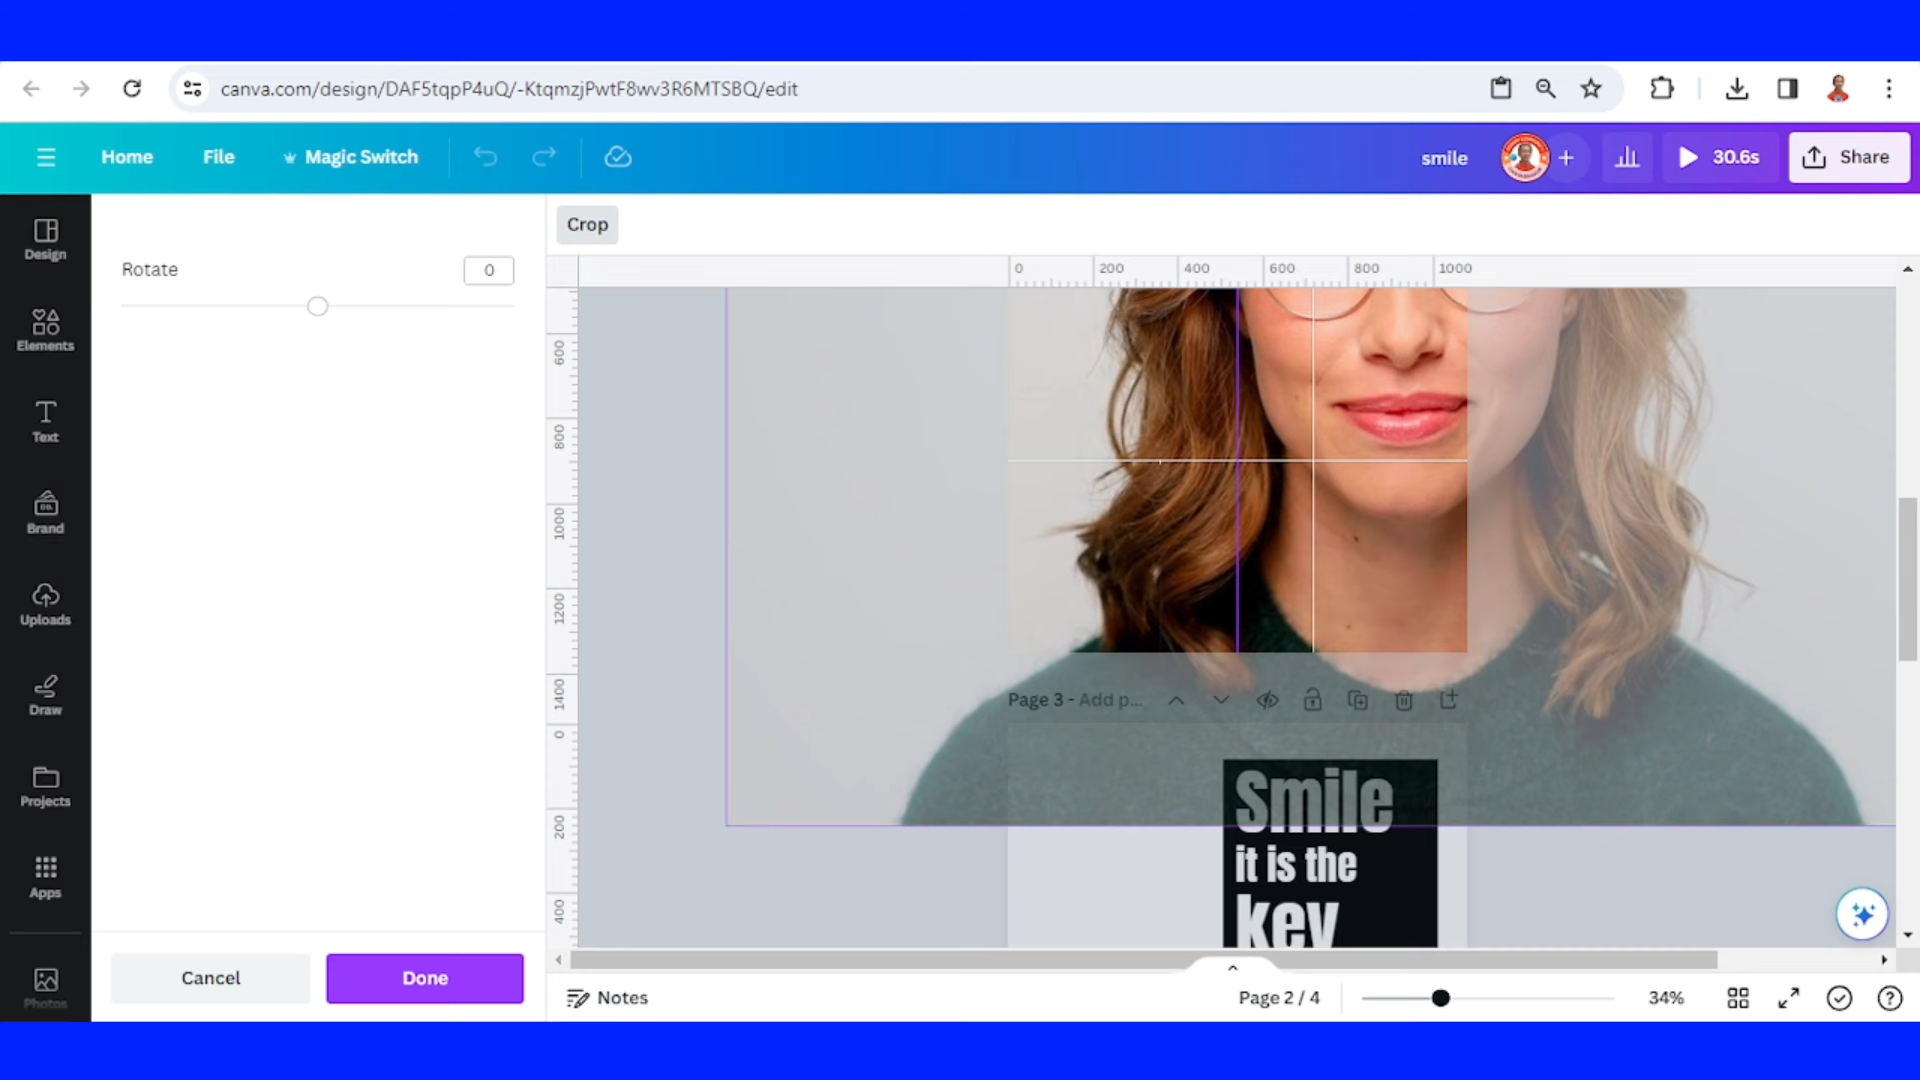 canva.com/design/DAF5tqpP4uQ/-KtqmzjPwtF8wv3R6MTSBQ/edit
Home File Magic Switch smile 30.6s Share
Design
Elements
Text
Brand
Uploads
Draw
Projects
Apps
Photos
Rotate 0
Cancel Done
Crop
0 200 400 600 800 1000
600
800
1000
1200
1400
0
200
400
Page 3 - Add p...
Smile
it is the
key
Notes Page 2 / 4 34%